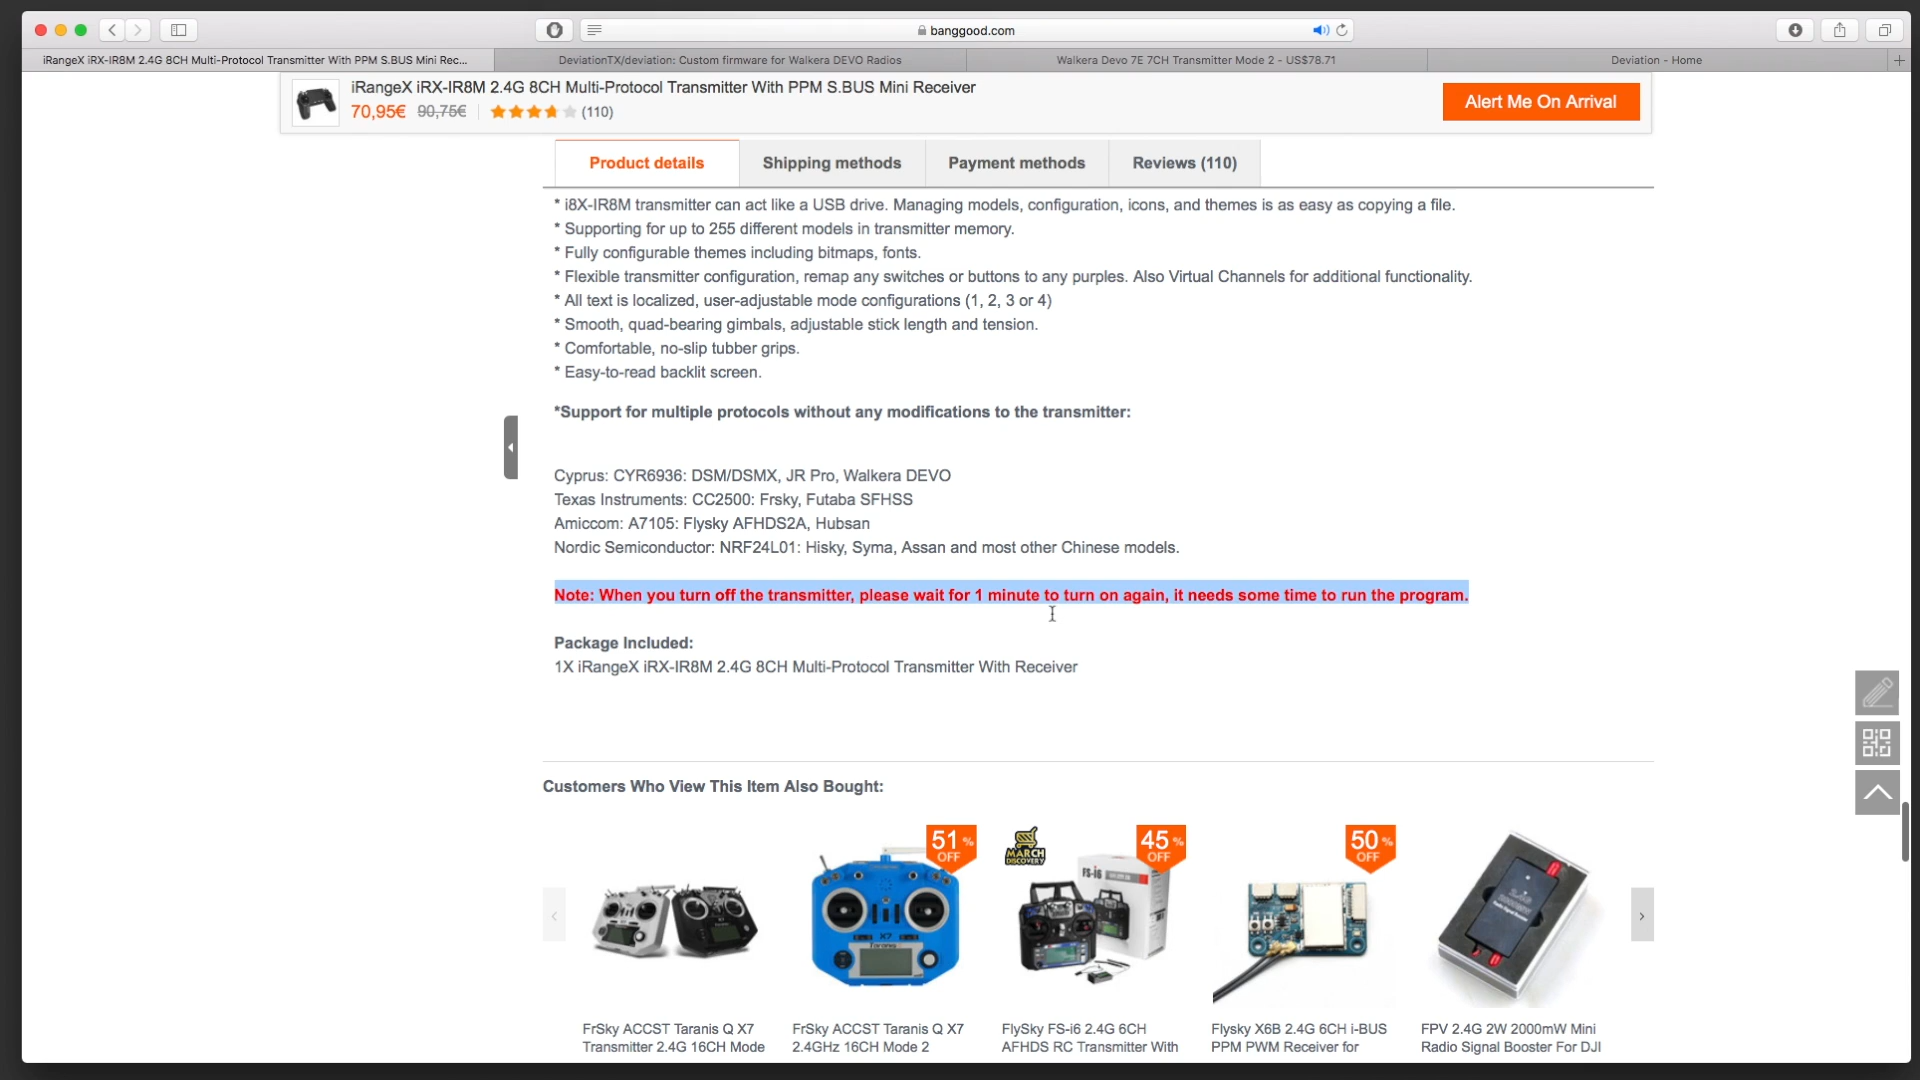 banggood.com
iRangeX iRX-IR8M 2.4G 8CH Multi-Protocol Transmitter With PPM S.BUS Mini Rec...
DeviationTX/deviation: Custom firmware for Walkera DEVO Radios
Walkera Devo 7E 7CH Transmitter Mode 2 - US$78.71
Deviation - Home
iRangeX iRX-IR8M 2.4G 8CH Multi-Protocol Transmitter With PPM S.BUS Mini Receiver
70,95€ 90,75€ (110)
Alert Me On Arrival
Product details
Shipping methods
Payment methods
Reviews (110)
* i8X-IR8M transmitter can act like a USB drive. Managing models, configuration, icons, and themes is as easy as copying a file.
* Supporting for up to 255 different models in transmitter memory.
* Fully configurable themes including bitmaps, fonts.
* Flexible transmitter configuration, remap any switches or buttons to any purples. Also Virtual Channels for additional functionality.
* All text is localized, user-adjustable mode configurations (1, 2, 3 or 4)
* Smooth, quad-bearing gimbals, adjustable stick length and tension.
* Comfortable, no-slip tubber grips.
* Easy-to-read backlit screen.
*Support for multiple protocols without any modifications to the transmitter:
Cyprus: CYR6936: DSM/DSMX, JR Pro, Walkera DEVO
Texas Instruments: CC2500: Frsky, Futaba SFHSS
Amiccom: A7105: Flysky AFHDS2A, Hubsan
Nordic Semiconductor: NRF24L01: Hisky, Syma, Assan and most other Chinese models.
Note: When you turn off the transmitter, please wait for 1 minute to turn on again, it needs some time to run the program.
Package Included:
1X iRangeX iRX-IR8M 2.4G 8CH Multi-Protocol Transmitter With Receiver
Customers Who View This Item Also Bought:
51 % OFF
MARCH DISCOVERY
45 % OFF
50 % OFF
FS-i6
X7
Taranis
FrSky ACCST Taranis Q X7
Transmitter 2.4G 16CH Mode
FrSky ACCST Taranis Q X7
2.4GHz 16CH Mode 2
FlySky FS-i6 2.4G 6CH
AFHDS RC Transmitter With
Flysky X6B 2.4G 6CH i-BUS
PPM PWM Receiver for
FPV 2.4G 2W 2000mW Mini
Radio Signal Booster For DJI